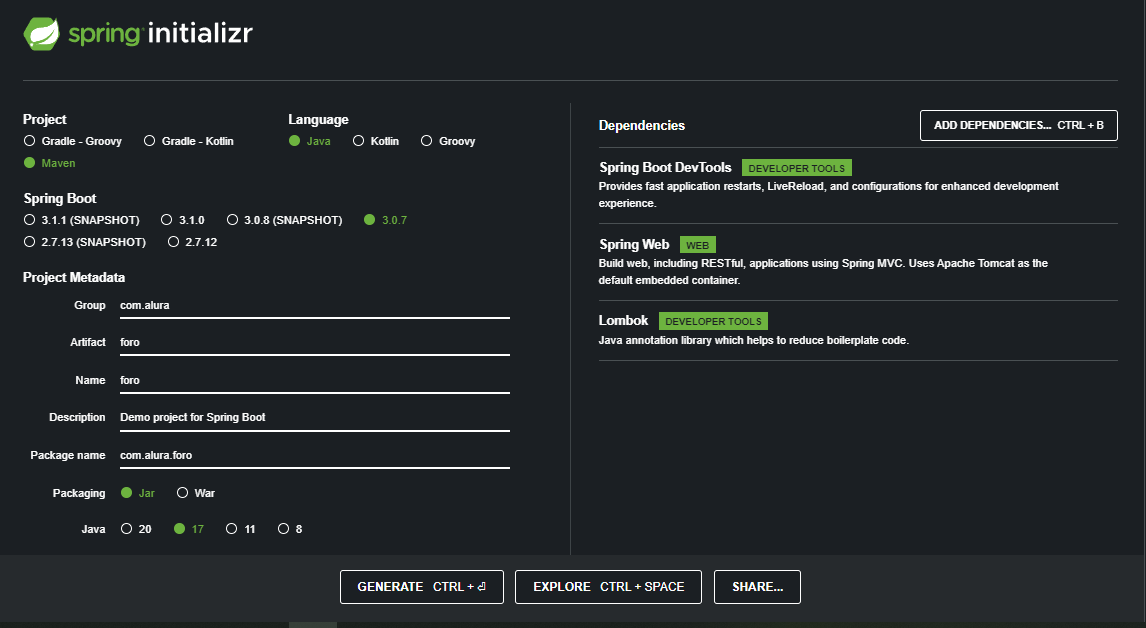 spring initializr
Project
Gradle - Groovy Gradle - Kotlin
Maven
Language
Java Kotlin Groovy
Spring Boot
3.1.1 (SNAPSHOT) 3.1.0 3.0.8 (SNAPSHOT) 3.0.7
2.7.13 (SNAPSHOT) 2.7.12
Project Metadata
Group com.alura
Artifact foro
Name foro
Description Demo project for Spring Boot
Package name com.alura.foro
Packaging Jar War
Java 20 17 11 8
Dependencies
ADD DEPENDENCIES... CTRL + B
Spring Boot DevTools DEVELOPER TOOLS
Provides fast application restarts, LiveReload, and configurations for enhanced development
experience.
Spring Web WEB
Build web, including RESTful, applications using Spring MVC. Uses Apache Tomcat as the
default embedded container.
Lombok DEVELOPER TOOLS
Java annotation library which helps to reduce boilerplate code.
GENERATE CTRL + ⏎
EXPLORE CTRL + SPACE
SHARE...